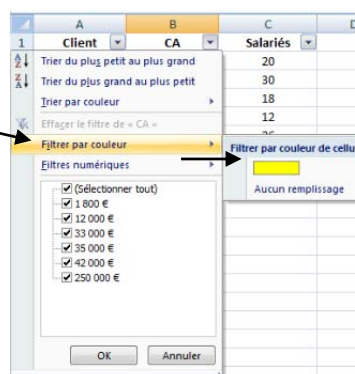 A B C
1 Client CA Salariés
Trier du plus petit au plus grand 20
Trier du plus grand au plus petit 30
Trier par couleur 18
Effacer le filtre de « CA » 12
Filtrer par couleur
Filtres numériques
Filtrer par couleur de cellu
Aucun remplissage
(Sélectionner tout)
1 800 €
12 000 €
33 000 €
35 000 €
42 000 €
250 000 €
OK Annuler